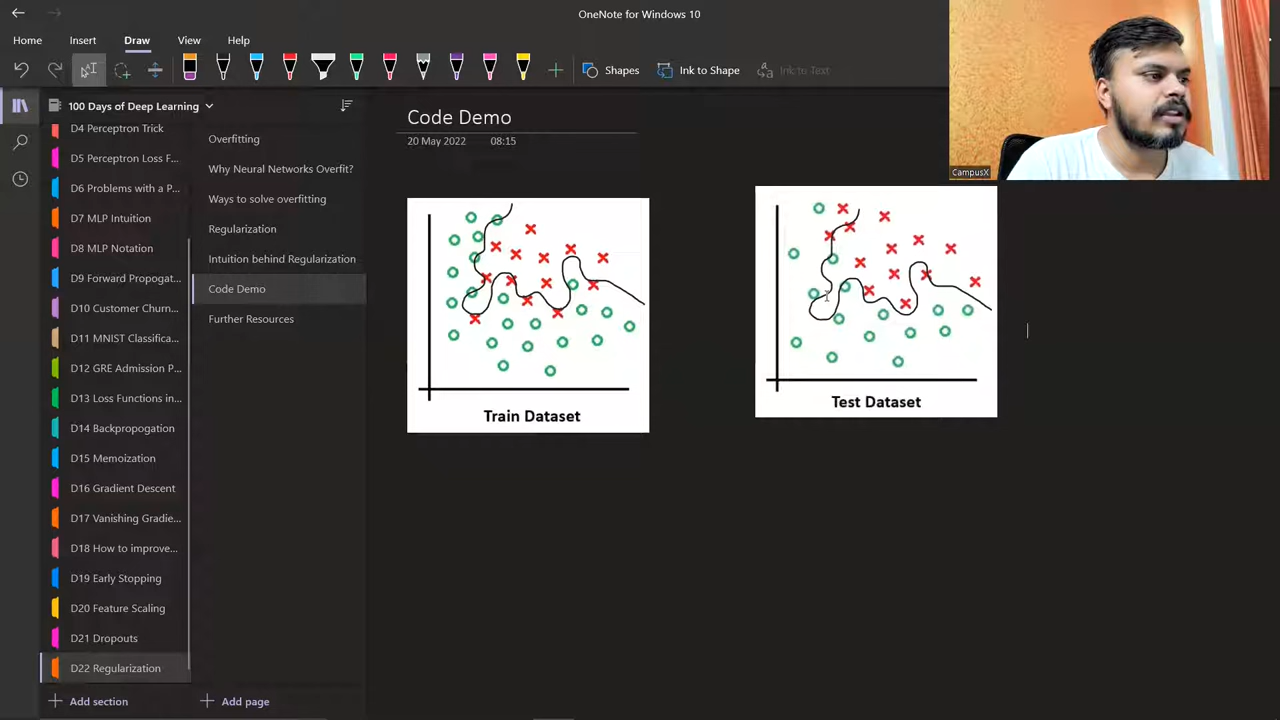 OneNote for Windows 10
Home
Insert
Draw
View
Help
Shapes
Ink to Shape
Ink to Text
100 Days of Deep Learning
D4 Perceptron Trick
D5 Perceptron Loss F...
D6 Problems with a P...
D7 MLP Intuition
D8 MLP Notation
D9 Forward Propogat...
D10 Customer Churn...
D11 MNIST Classifica...
D12 GRE Admission P...
D13 Loss Functions in...
D14 Backpropogation
D15 Memoization
D16 Gradient Descent
D17 Vanishing Gradie...
D18 How to improve...
D19 Early Stopping
D20 Feature Scaling
D21 Dropouts
D22 Regularization
Add section
Overfitting
Why Neural Networks Overfit?
Ways to solve overfitting
Regularization
Intuition behind Regularization
Code Demo
Further Resources
Add page
Code Demo
20 May 2022 08:15
Train Dataset
Test Dataset
CampusX